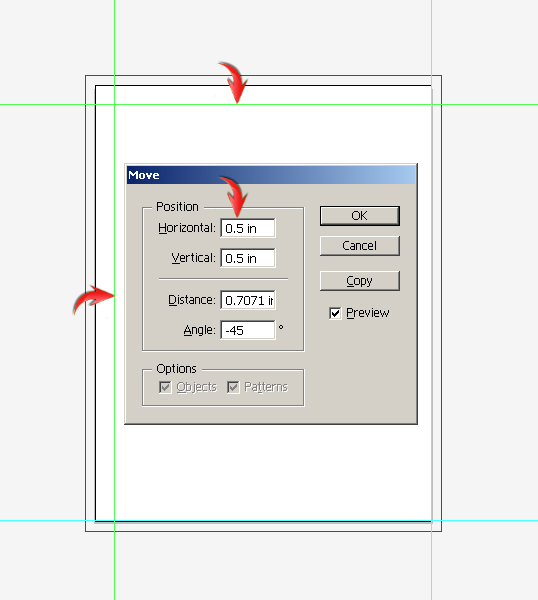 Move
Position
Horizontal: 0.5 in
Vertical: 0.5 in
Distance: 0.7071 in
Angle: -45 °
OK
Cancel
Copy
Preview
Options
Objects Patterns